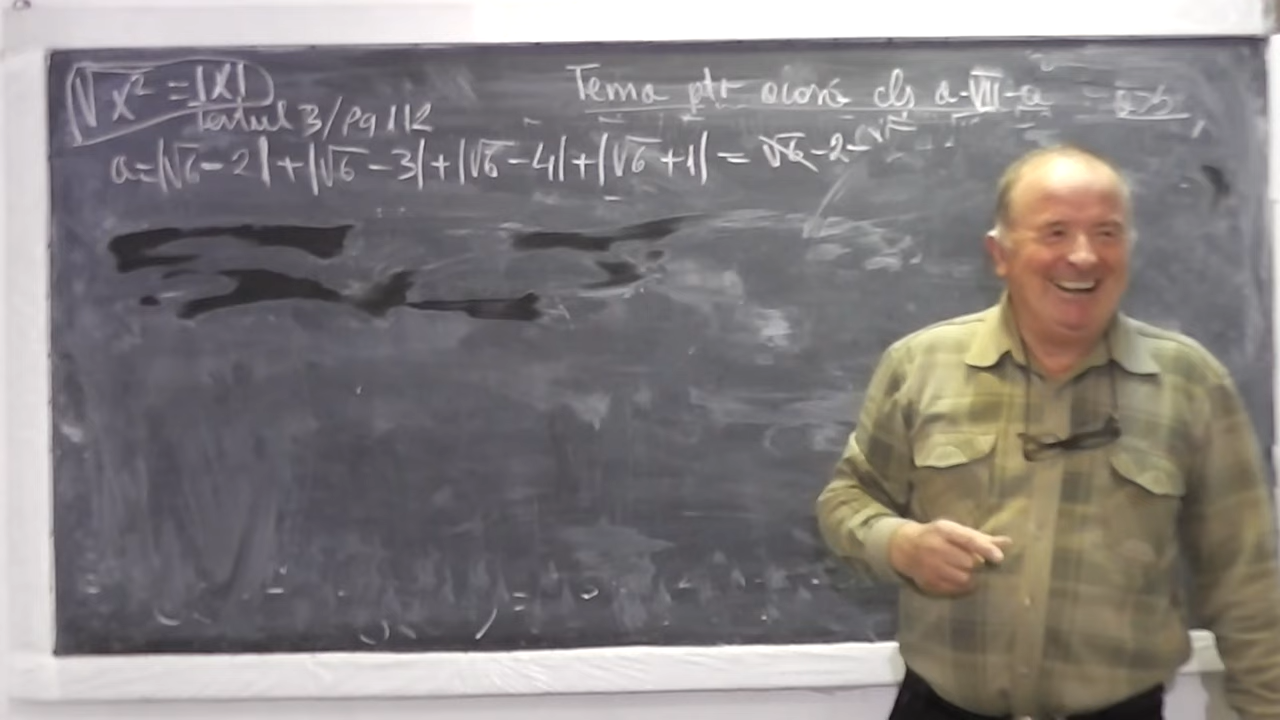 √x² = |x|
Tema ptr acasă cls a-VII-a
Testul 3/pg 112
a=|√6-2|+|√6-3|+|√6-4|+|√6+1| = √6-2-